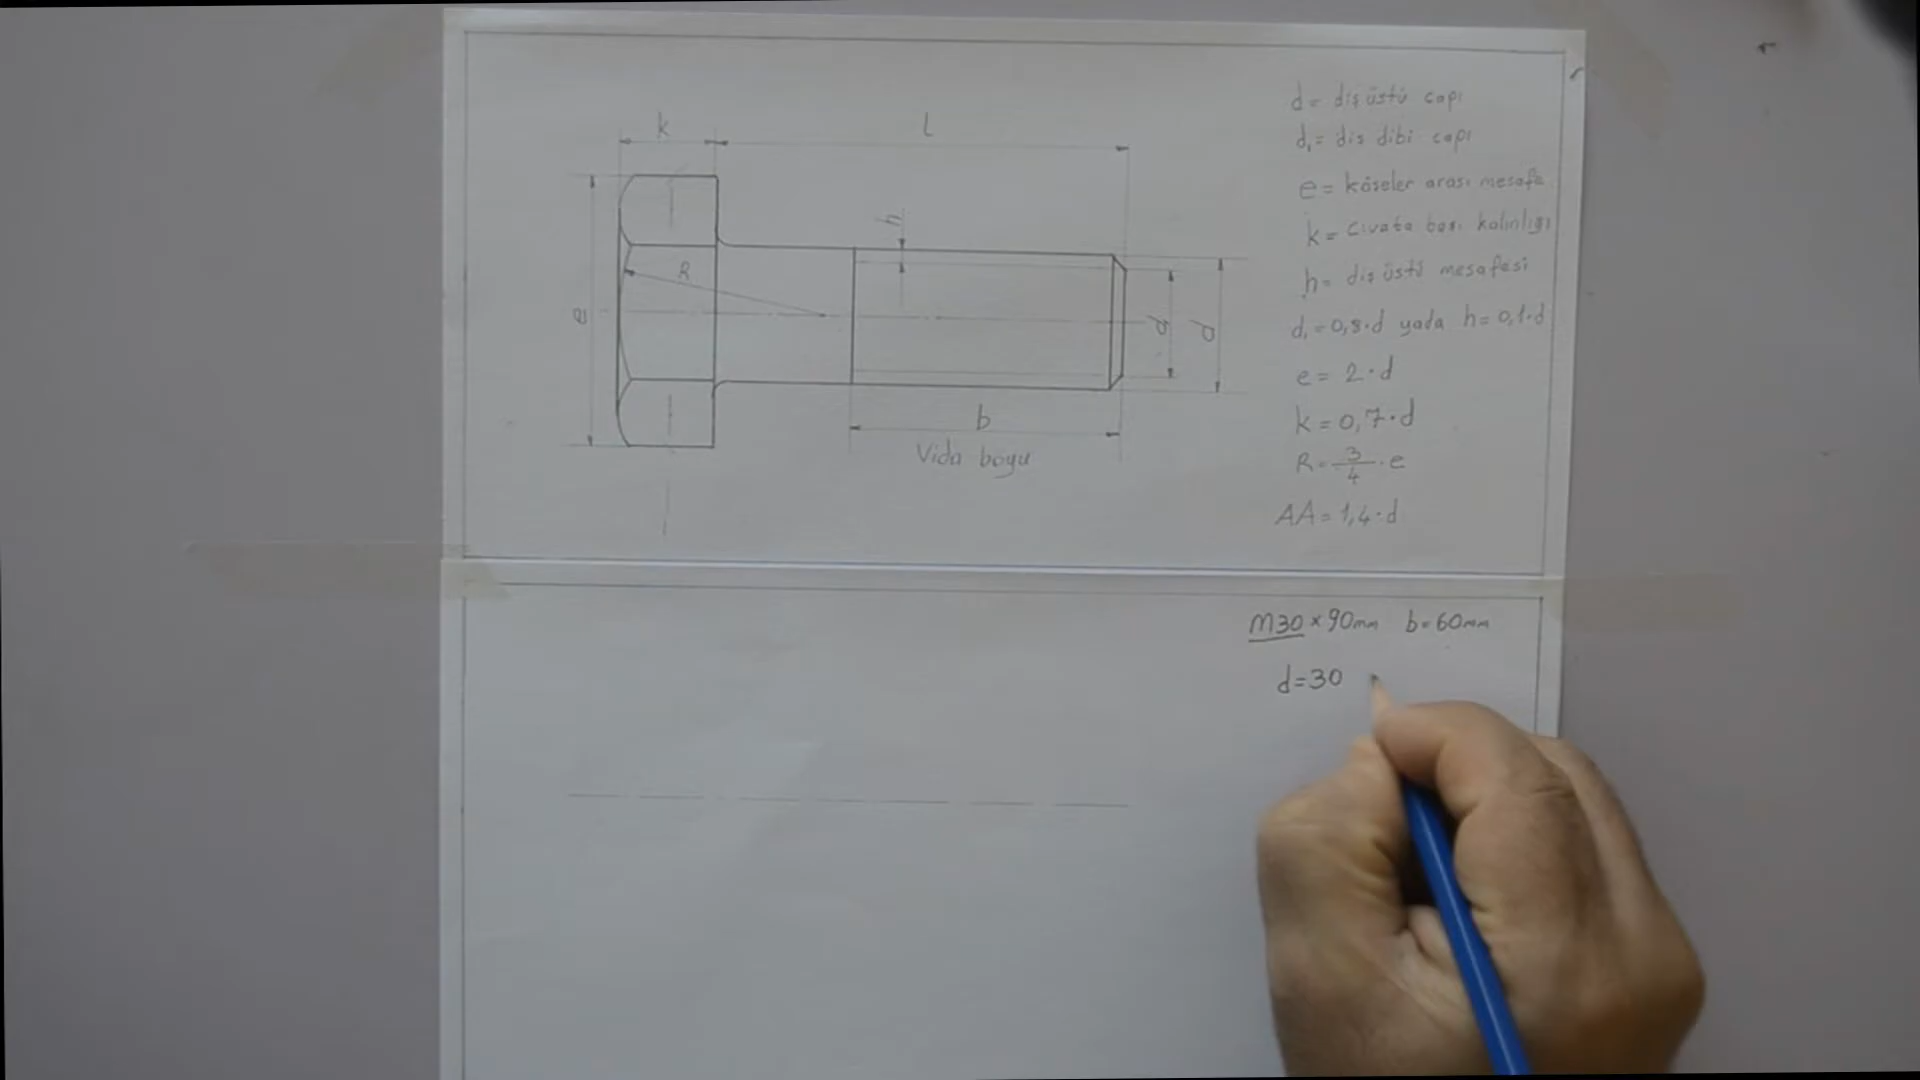 k
l
h
R
e
d₁
d
b
Vida boyu
d = diş üstü çapı
d₁ = dis dibi çapı
e = köşeler arası mesafe
k = Civata başı kalınlığı
h = diş üstü mesafesi
d₁ = 0,8·d yada h = 0,1·d
e = 2·d
k = 0,7·d
R = 3/4 · e
AA = 1,4·d
M30 × 90mm b = 60mm
d = 30